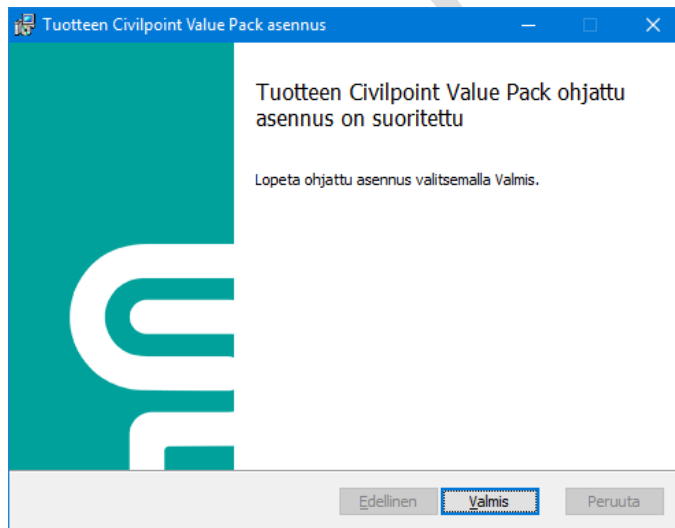 Tuotteen Civilpoint Value Pack asennus
Tuotteen Civilpoint Value Pack ohjattu
asennus on suoritettu
Lopeta ohjattu asennus valitsemalla Valmis.
Edellinen Valmis Peruuta